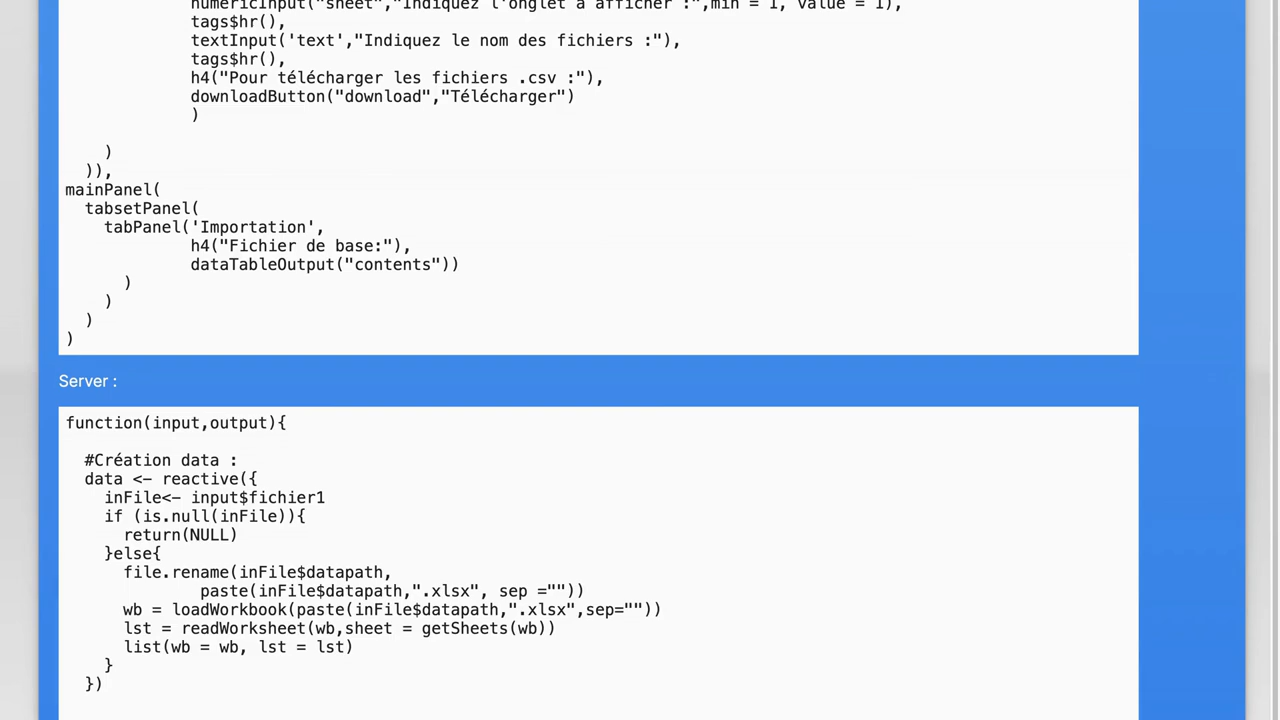 numericInput("sheet","Indiquez l'onglet à afficher :",min = 1, value = 1),
tags$hr(),
textInput('text',"Indiquez le nom des fichiers :"),
tags$hr(),
h4("Pour télécharger les fichiers .csv :"),
downloadButton("download","Télécharger")
)
)
)),
mainPanel(
tabsetPanel(
tabPanel('Importation',
h4("Fichier de base:"),
dataTableOutput("contents"))
)
)
)
)
Server :
function(input,output){
#Création data :
data <- reactive({
inFile<- input$fichier1
if (is.null(inFile)){
return(NULL)
}else{
file.rename(inFile$datapath,
paste(inFile$datapath,".xlsx", sep =""))
wb = loadWorkbook(paste(inFile$datapath,".xlsx",sep=""))
lst = readWorksheet(wb,sheet = getSheets(wb))
list(wb = wb, lst = lst)
}
})